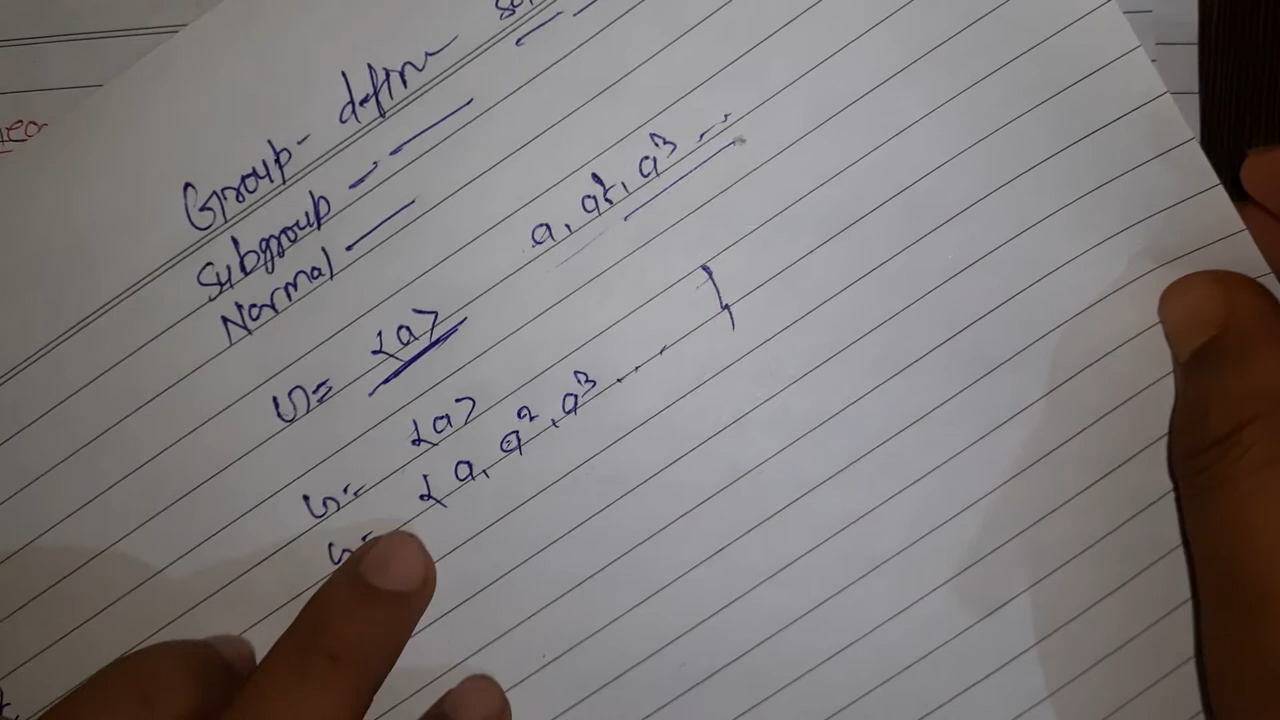 Group- define
Subgroup -
Normal -
a, a², a³ ...
G= <a>
G= <a>
G= { a, a², a³ ... }